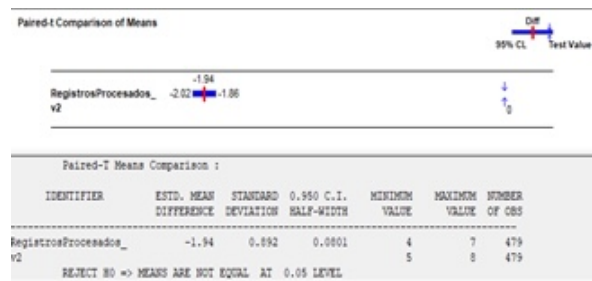 Paired-t Comparison of Means
Diff
95% CL Test Value
-1.94
RegistrosProcesados_ -2.02 -1.86
v2 0
Paired-T Means Comparison :
IDENTIFIER ESTD. MEAN STANDARD 0.950 C.I. MINIMUM MAXIMUM NUMBER
DIFFERENCE DEVIATION HALF-WIDTH VALUE VALUE OF OBS
RegistrosProcesados_ -1.94 0.892 0.0801 4 7 479
v2 5 8 479
REJECT H0 => MEANS ARE NOT EQUAL AT 0.05 LEVEL